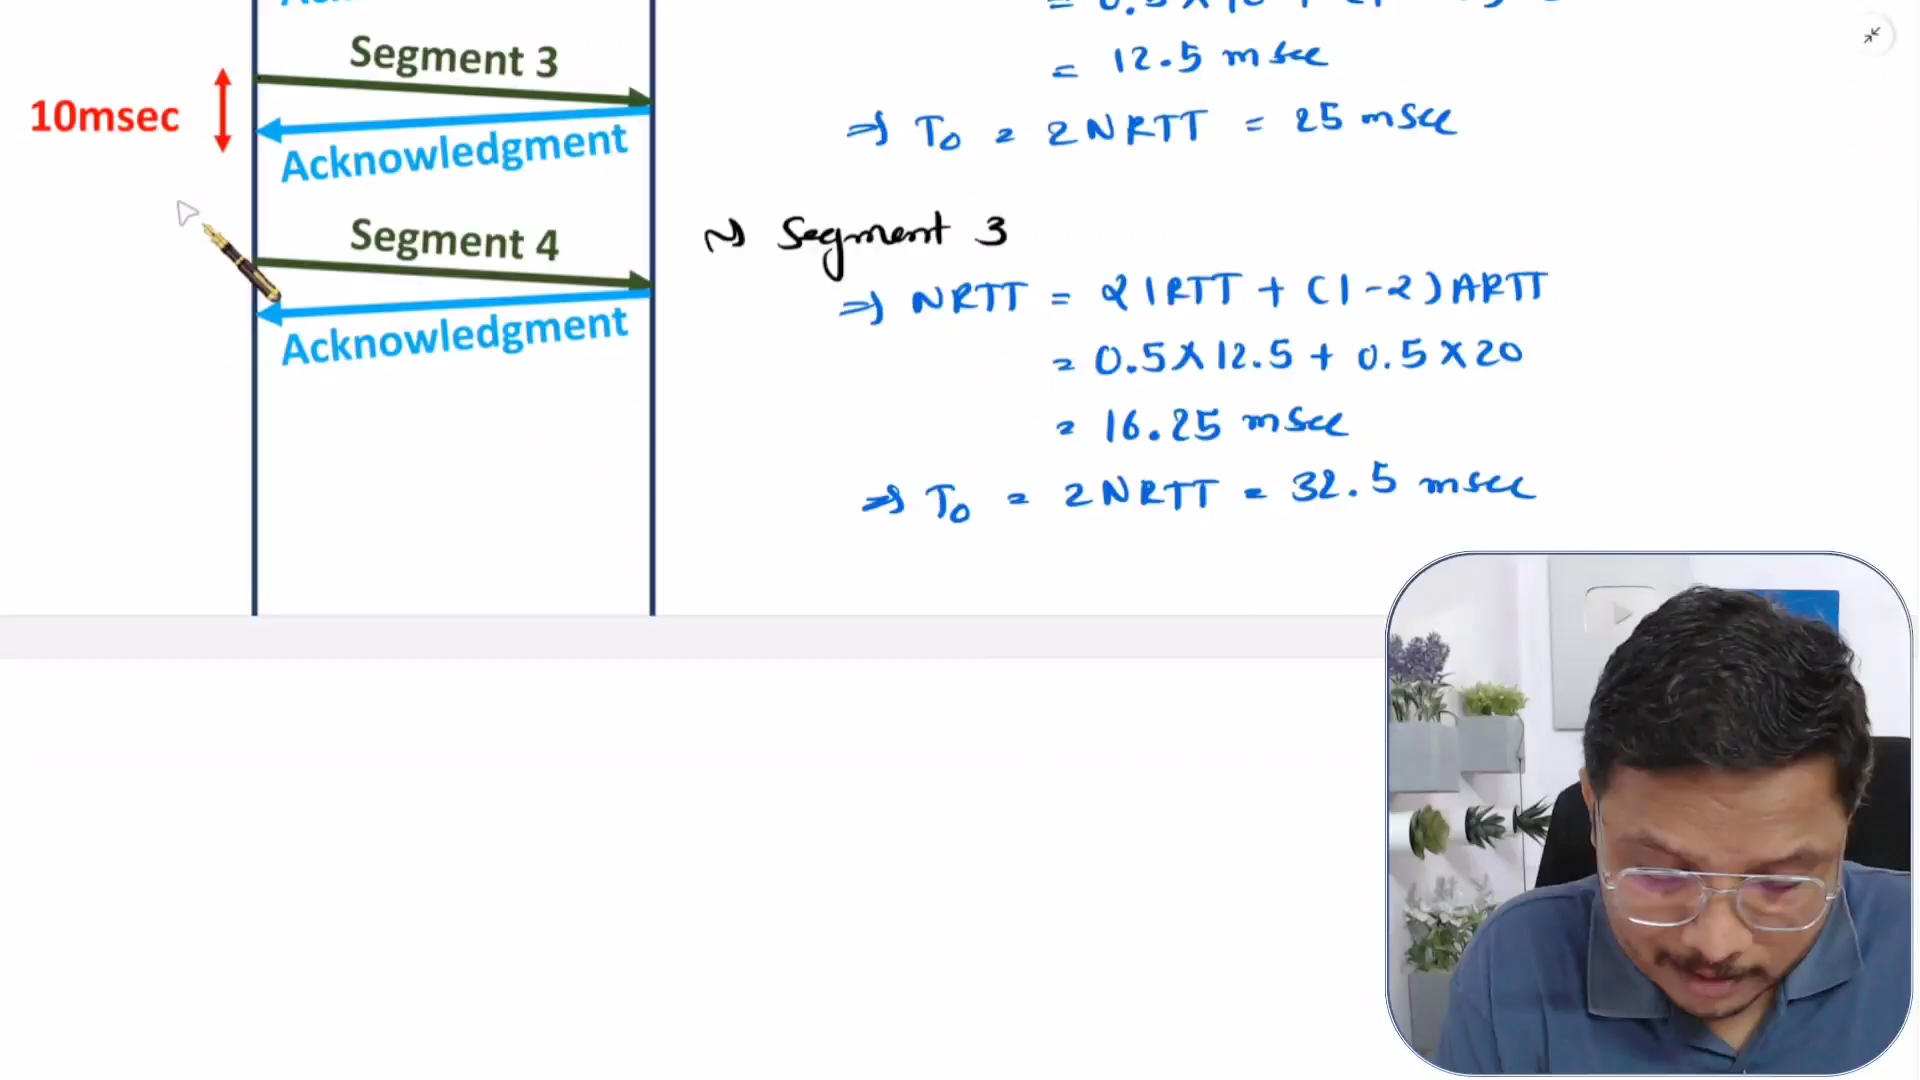 Segment 3
10msec
Acknowledgment
Segment 4
Acknowledgment
= 12.5 msec
⇒ To = 2NRTT = 25 msec
~) Segment 3
⇒ NRTT = α IRTT + (1-α) ARTT
= 0.5 X 12.5 + 0.5 X 20
= 16.25 msec
⇒ To = 2NRTT = 32.5 msec